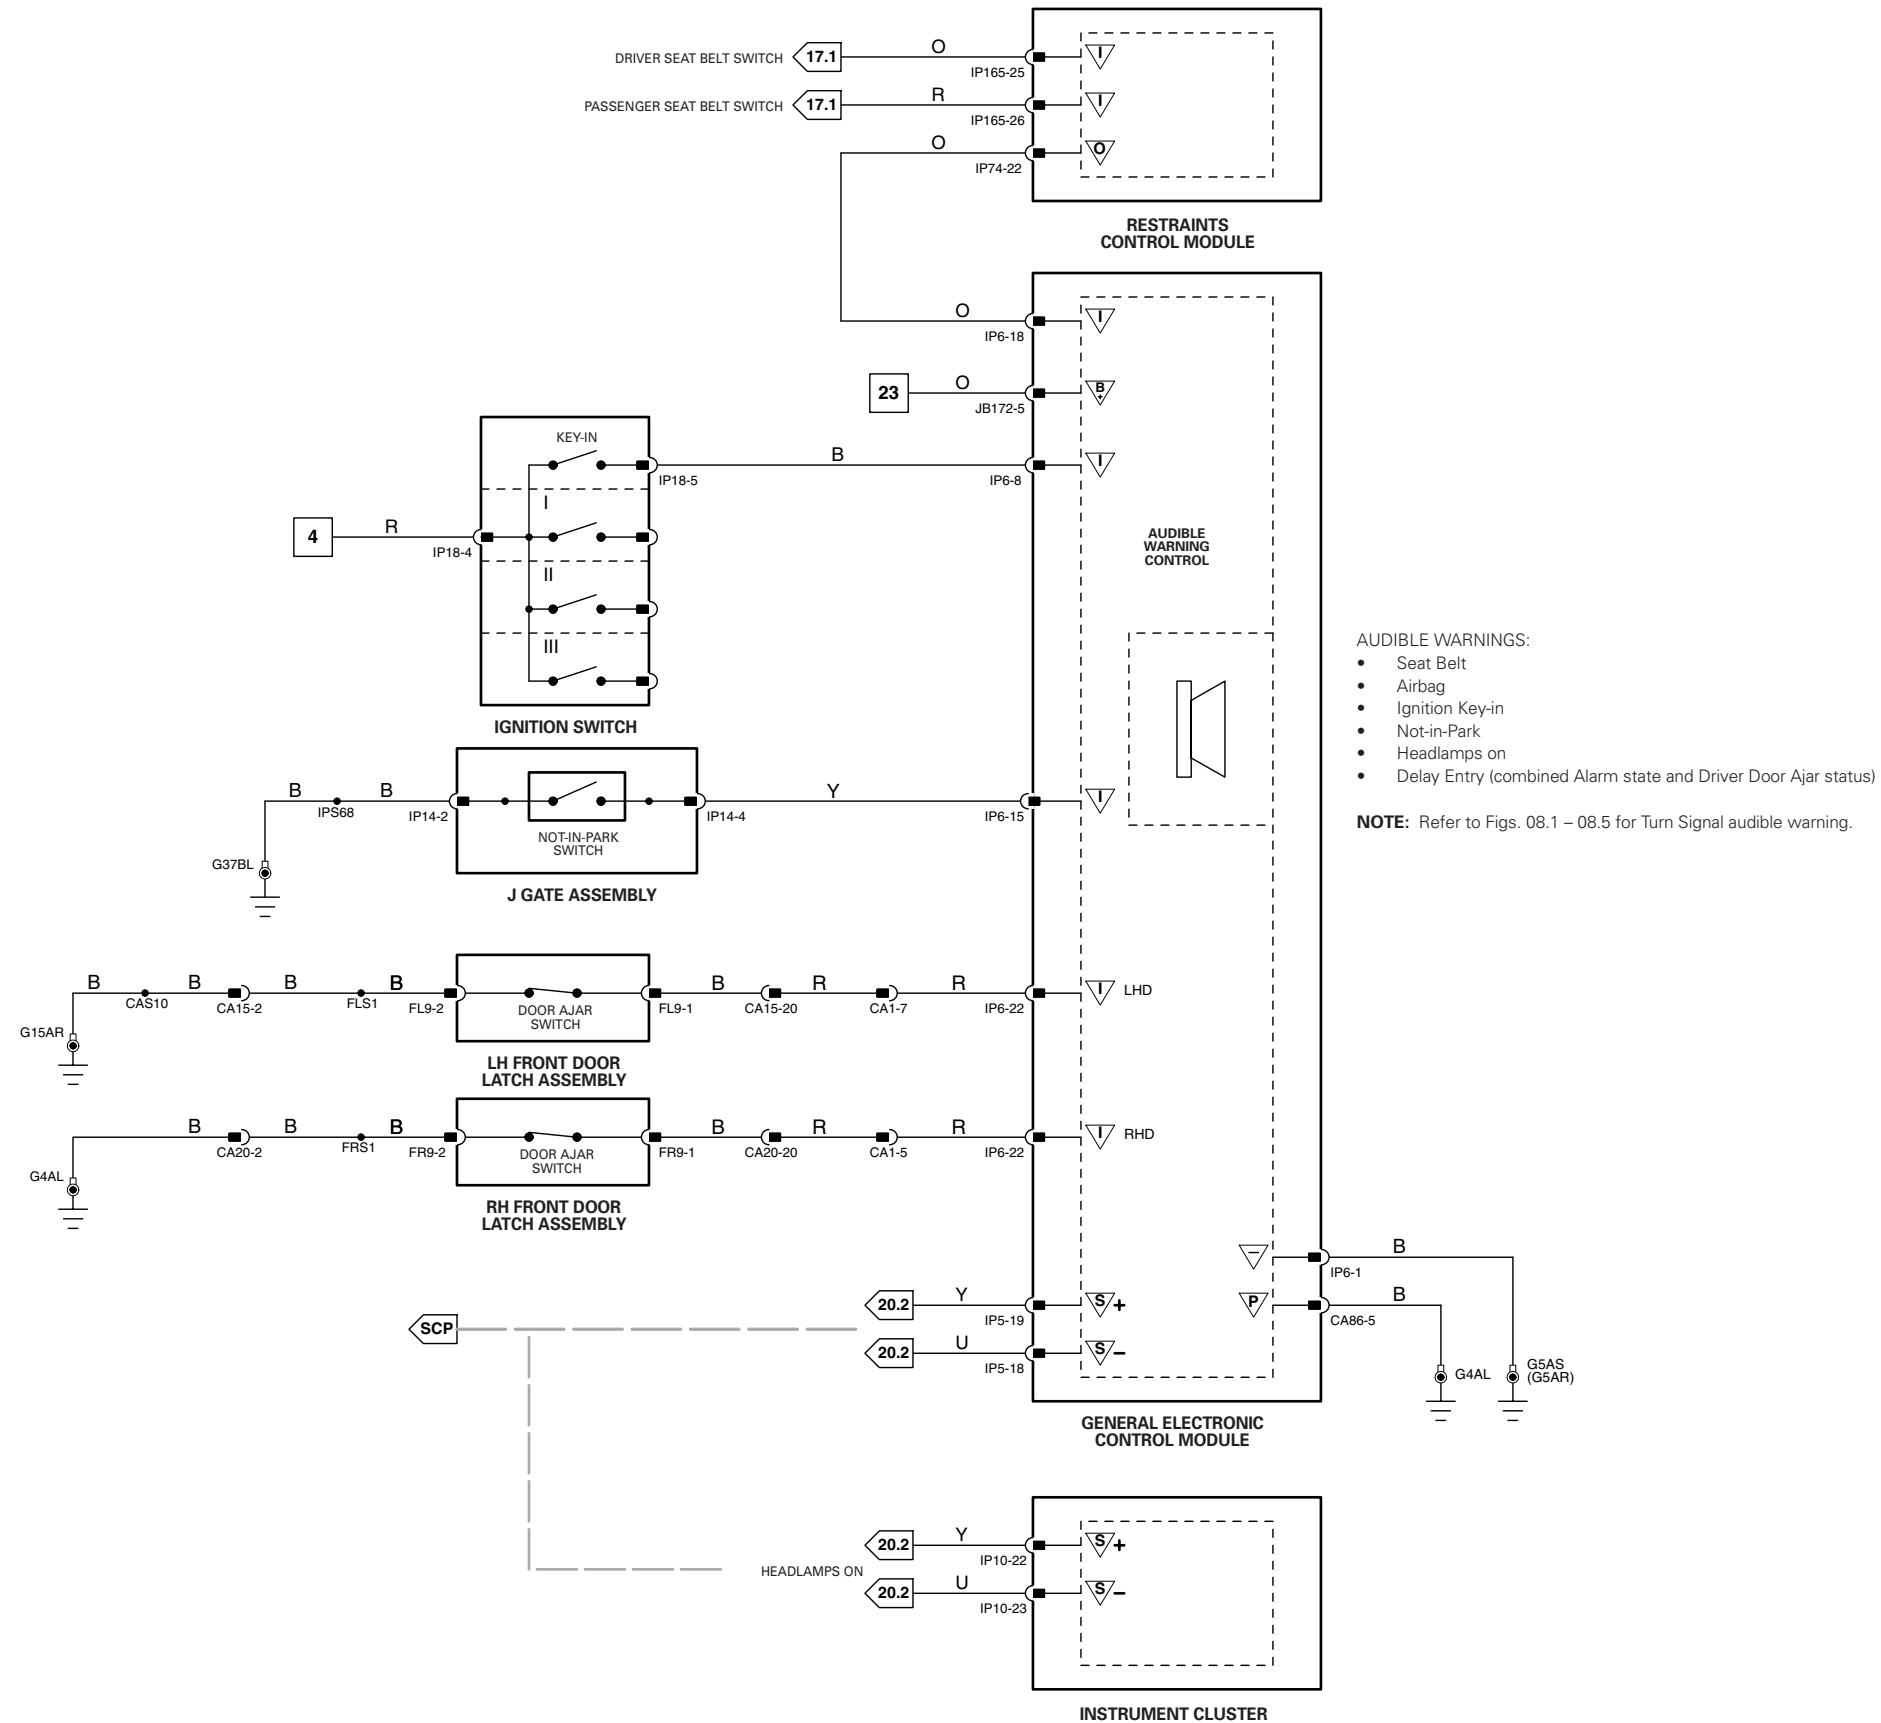 DRIVER SEAT BELT SWITCH 17.1 O IP165-25 I
PASSENGER SEAT BELT SWITCH 17.1 R IP165-26 I
O IP74-22 O
RESTRAINTS
CONTROL MODULE
O IP6-18 I
23 O JB172-5 B+
KEY-IN
IP18-5 B IP6-8 I
I
4 R IP18-4
II
III
IGNITION SWITCH
AUDIBLE
WARNING
CONTROL
AUDIBLE WARNINGS:
• Seat Belt
• Airbag
• Ignition Key-in
• Not-in-Park
• Headlamps on
• Delay Entry (combined Alarm state and Driver Door Ajar status)
NOTE: Refer to Figs. 08.1 – 08.5 for Turn Signal audible warning.
B IPS68 B IP14-2 IP14-4 Y IP6-15 I
NOT-IN-PARK
SWITCH
G37BL
J GATE ASSEMBLY
B CAS10 B CA15-2 B FLS1 B FL9-2 FL9-1 B CA15-20 R CA1-7 R IP6-22 I LHD
DOOR AJAR
SWITCH
G15AR
LH FRONT DOOR
LATCH ASSEMBLY
B CA20-2 B FRS1 B FR9-2 FR9-1 B CA20-20 R CA1-5 R IP6-22 I RHD
DOOR AJAR
SWITCH
G4AL
RH FRONT DOOR
LATCH ASSEMBLY
– IP6-1 B
SCP
20.2 Y IP5-19 S +
P CA86-5 B
20.2 U IP5-18 S –
G4AL
G5AS
(G5AR)
GENERAL ELECTRONIC
CONTROL MODULE
20.2 Y IP10-22 S +
HEADLAMPS ON
20.2 U IP10-23 S –
INSTRUMENT CLUSTER